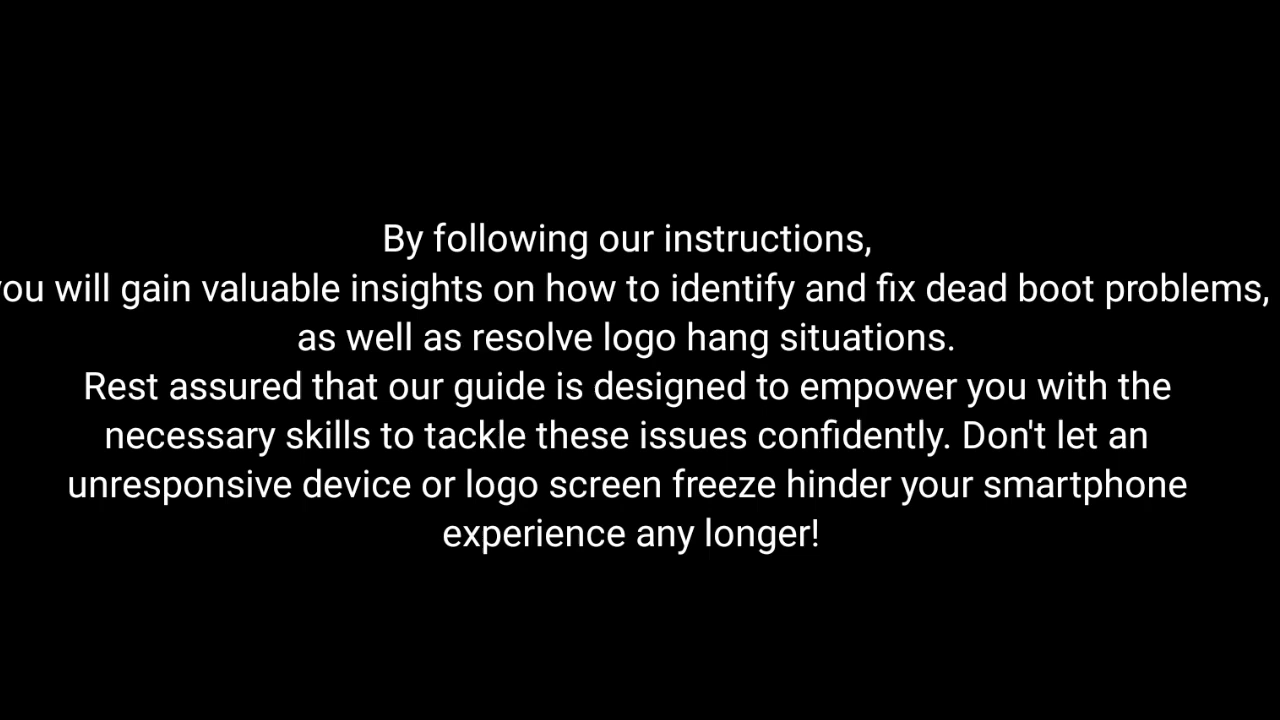 By following our instructions,
you will gain valuable insights on how to identify and fix dead boot problems,
as well as resolve logo hang situations.
Rest assured that our guide is designed to empower you with the
necessary skills to tackle these issues confidently. Don't let an
unresponsive device or logo screen freeze hinder your smartphone
experience any longer!